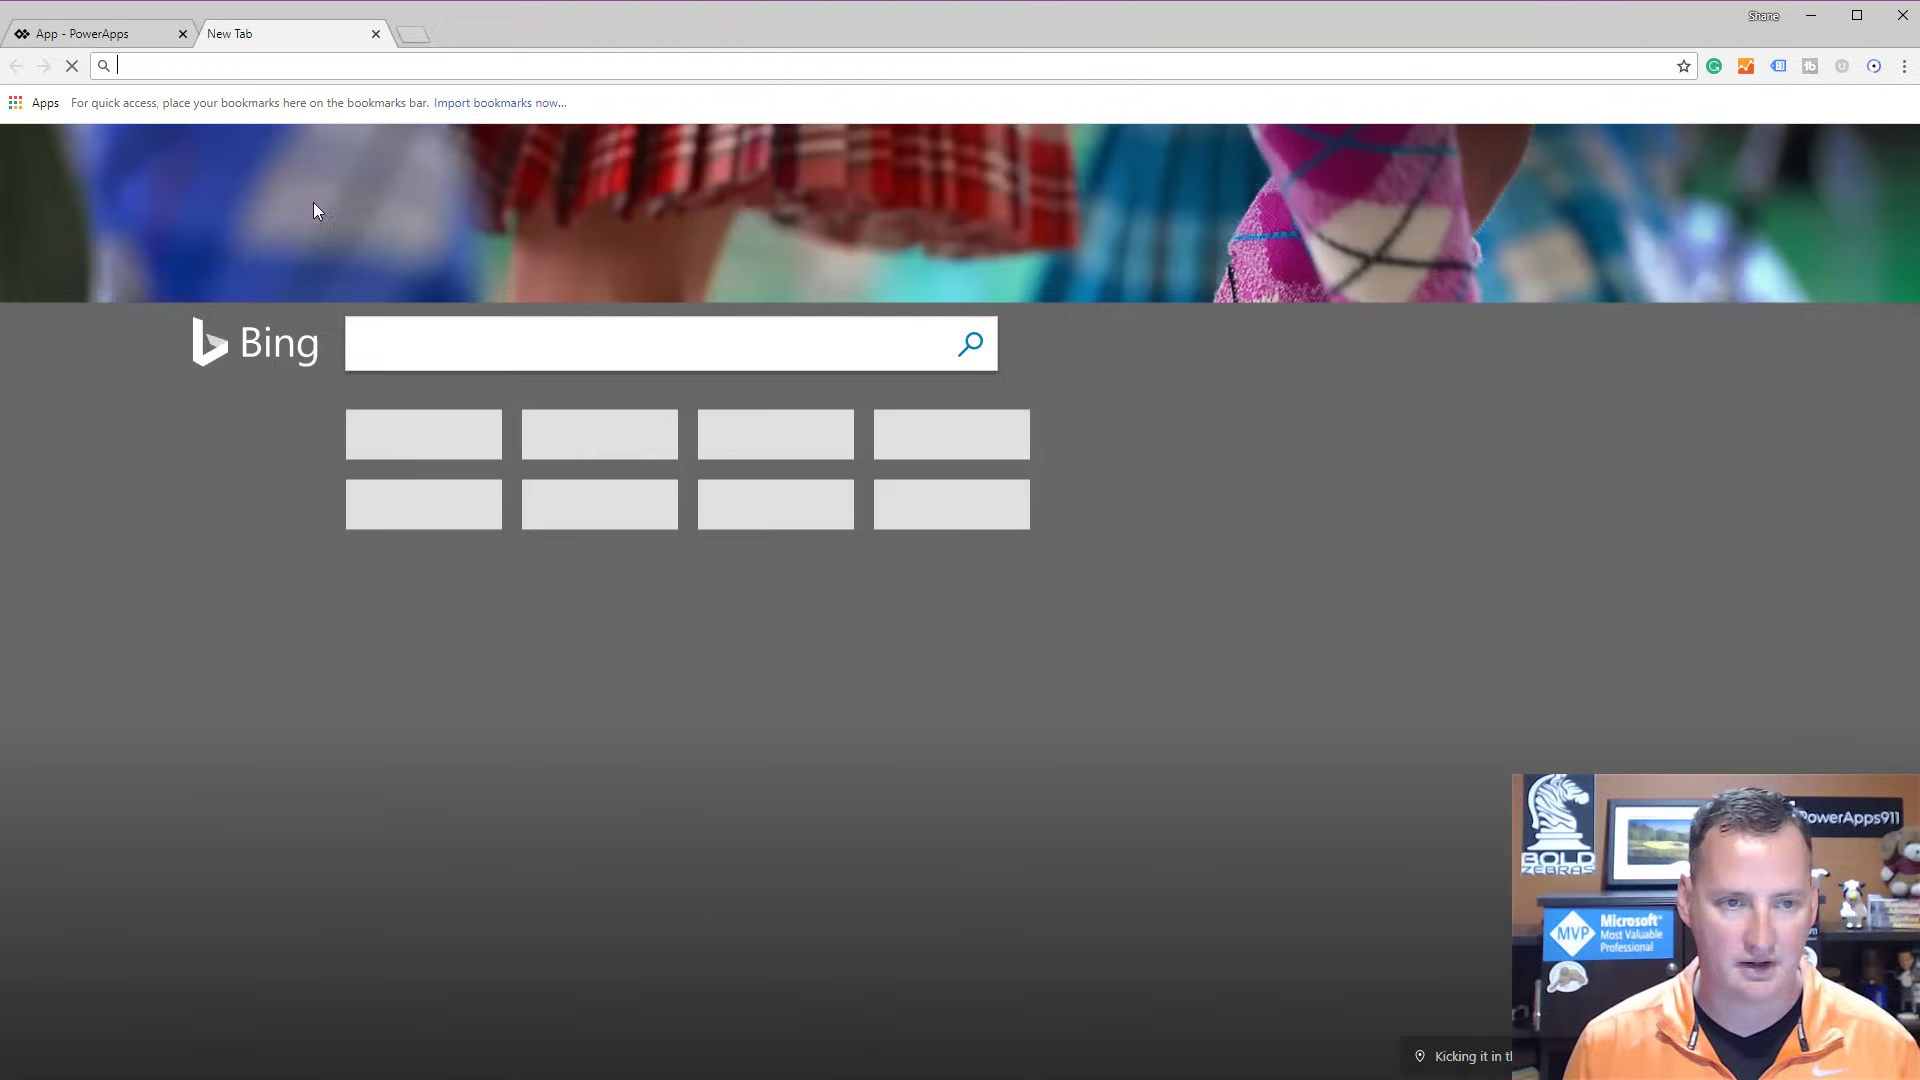 Shane
App - PowerApps
New Tab
Apps
For quick access, place your bookmarks here on the bookmarks bar. Import bookmarks now...
Bing
PowerApps911
BOLD
ZEBRAS
MVP
Microsoft
Most Valuable
Professional
Kicking it in